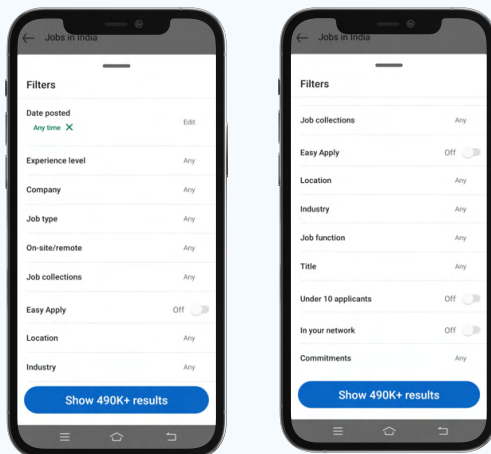 Jobs in India
Filters
Date posted
Any time X
Edit
Experience level Any
Company Any
Job type Any
On-site/remote Any
Job collections Any
Easy Apply Off
Location Any
Industry Any
Show 490K+ results
Jobs in India
Filters
Job collections Any
Easy Apply Off
Location Any
Industry Any
Job function Any
Title Any
Under 10 applicants Off
In your network Off
Commitments Any
Show 490K+ results